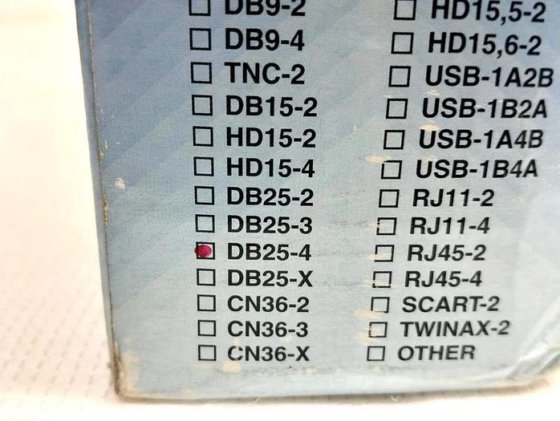 DB9-2
DB9-4
TNC-2
DB15-2
HD15-2
HD15-4
DB25-2
DB25-3
DB25-4
DB25-X
CN36-2
CN36-3
CN36-X
HD15,5-2
HD15,6-2
USB-1A2B
USB-1B2A
USB-1A4B
USB-1B4A
RJ11-2
RJ11-4
RJ45-2
RJ45-4
SCART-2
TWINAX-2
OTHER